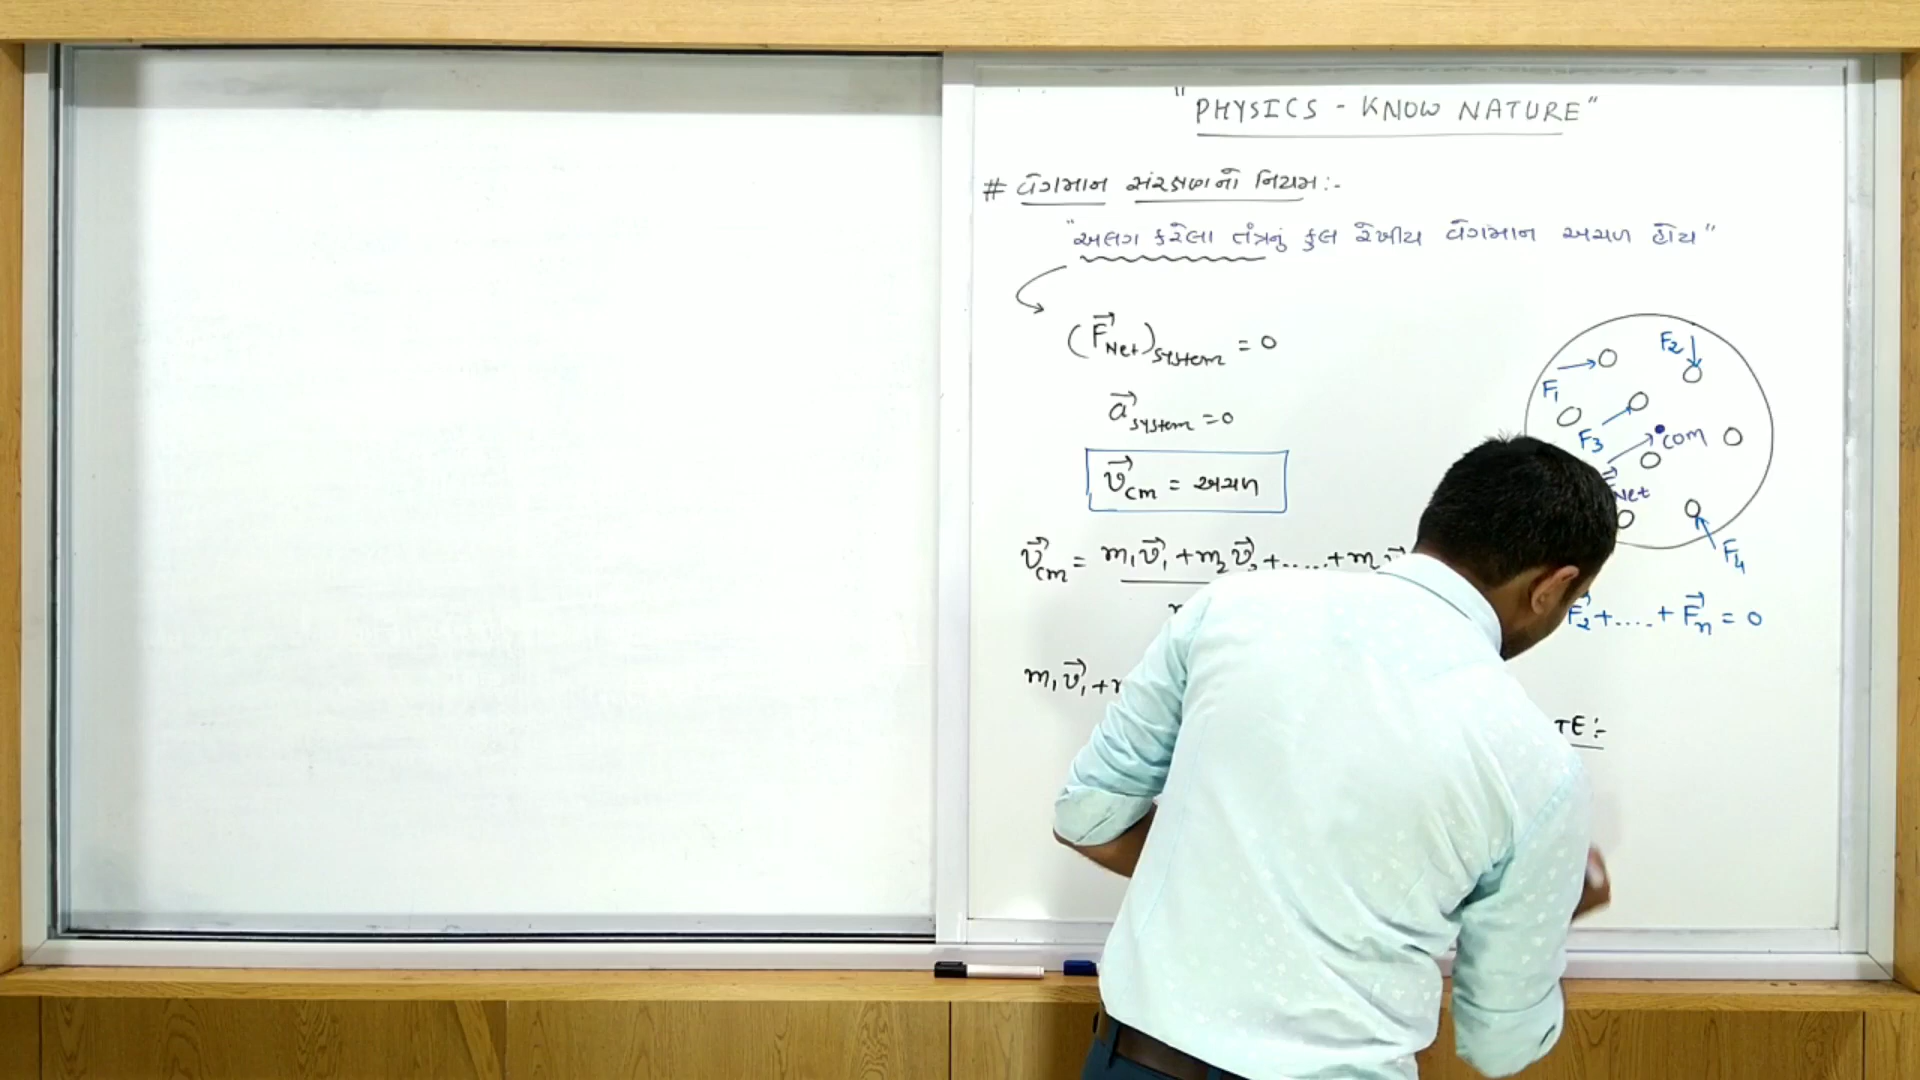 "PHYSICS - KNOW NATURE"
# વેગમાન સંરક્ષણનો નિયમ :-
"અલગ કરેલા તંત્રનું કુલ રેખીય વેગમાન અચળ હોય"
(F⃗Net)system = 0
a⃗system = 0
v⃗cm = અચળ
v⃗cm = m₁v⃗₁ + m₂v⃗₂ + ..... + m
m₁v⃗₁ +
F₁
F₂
F₃
com
Net
F₄
F⃗₂ + .... + F⃗n = 0
TE :-